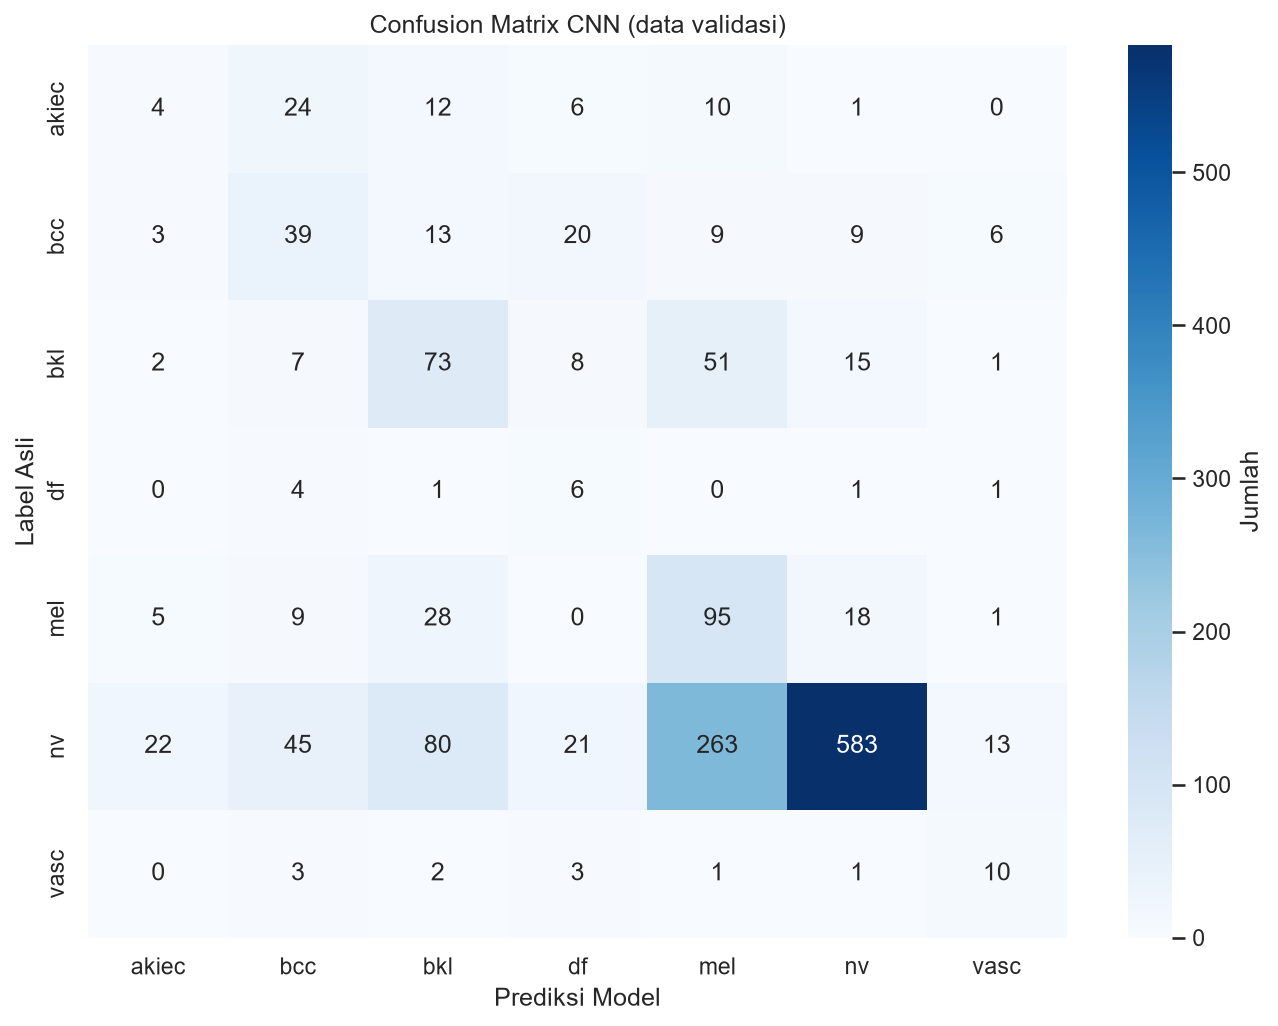 Confusion Matrix CNN (data validasi)
akiec 4 24 12 6 10 1 0
bcc 3 39 13 20 9 9 6
bkl 2 7 73 8 51 15 1
df 0 4 1 6 0 1 1
mel 5 9 28 0 95 18 1
nv 22 45 80 21 263 583 13
vasc 0 3 2 3 1 1 10
akiec bcc bkl df mel nv vasc
Prediksi Model
Label Asli
500
400
300
200
100
0
Jumlah